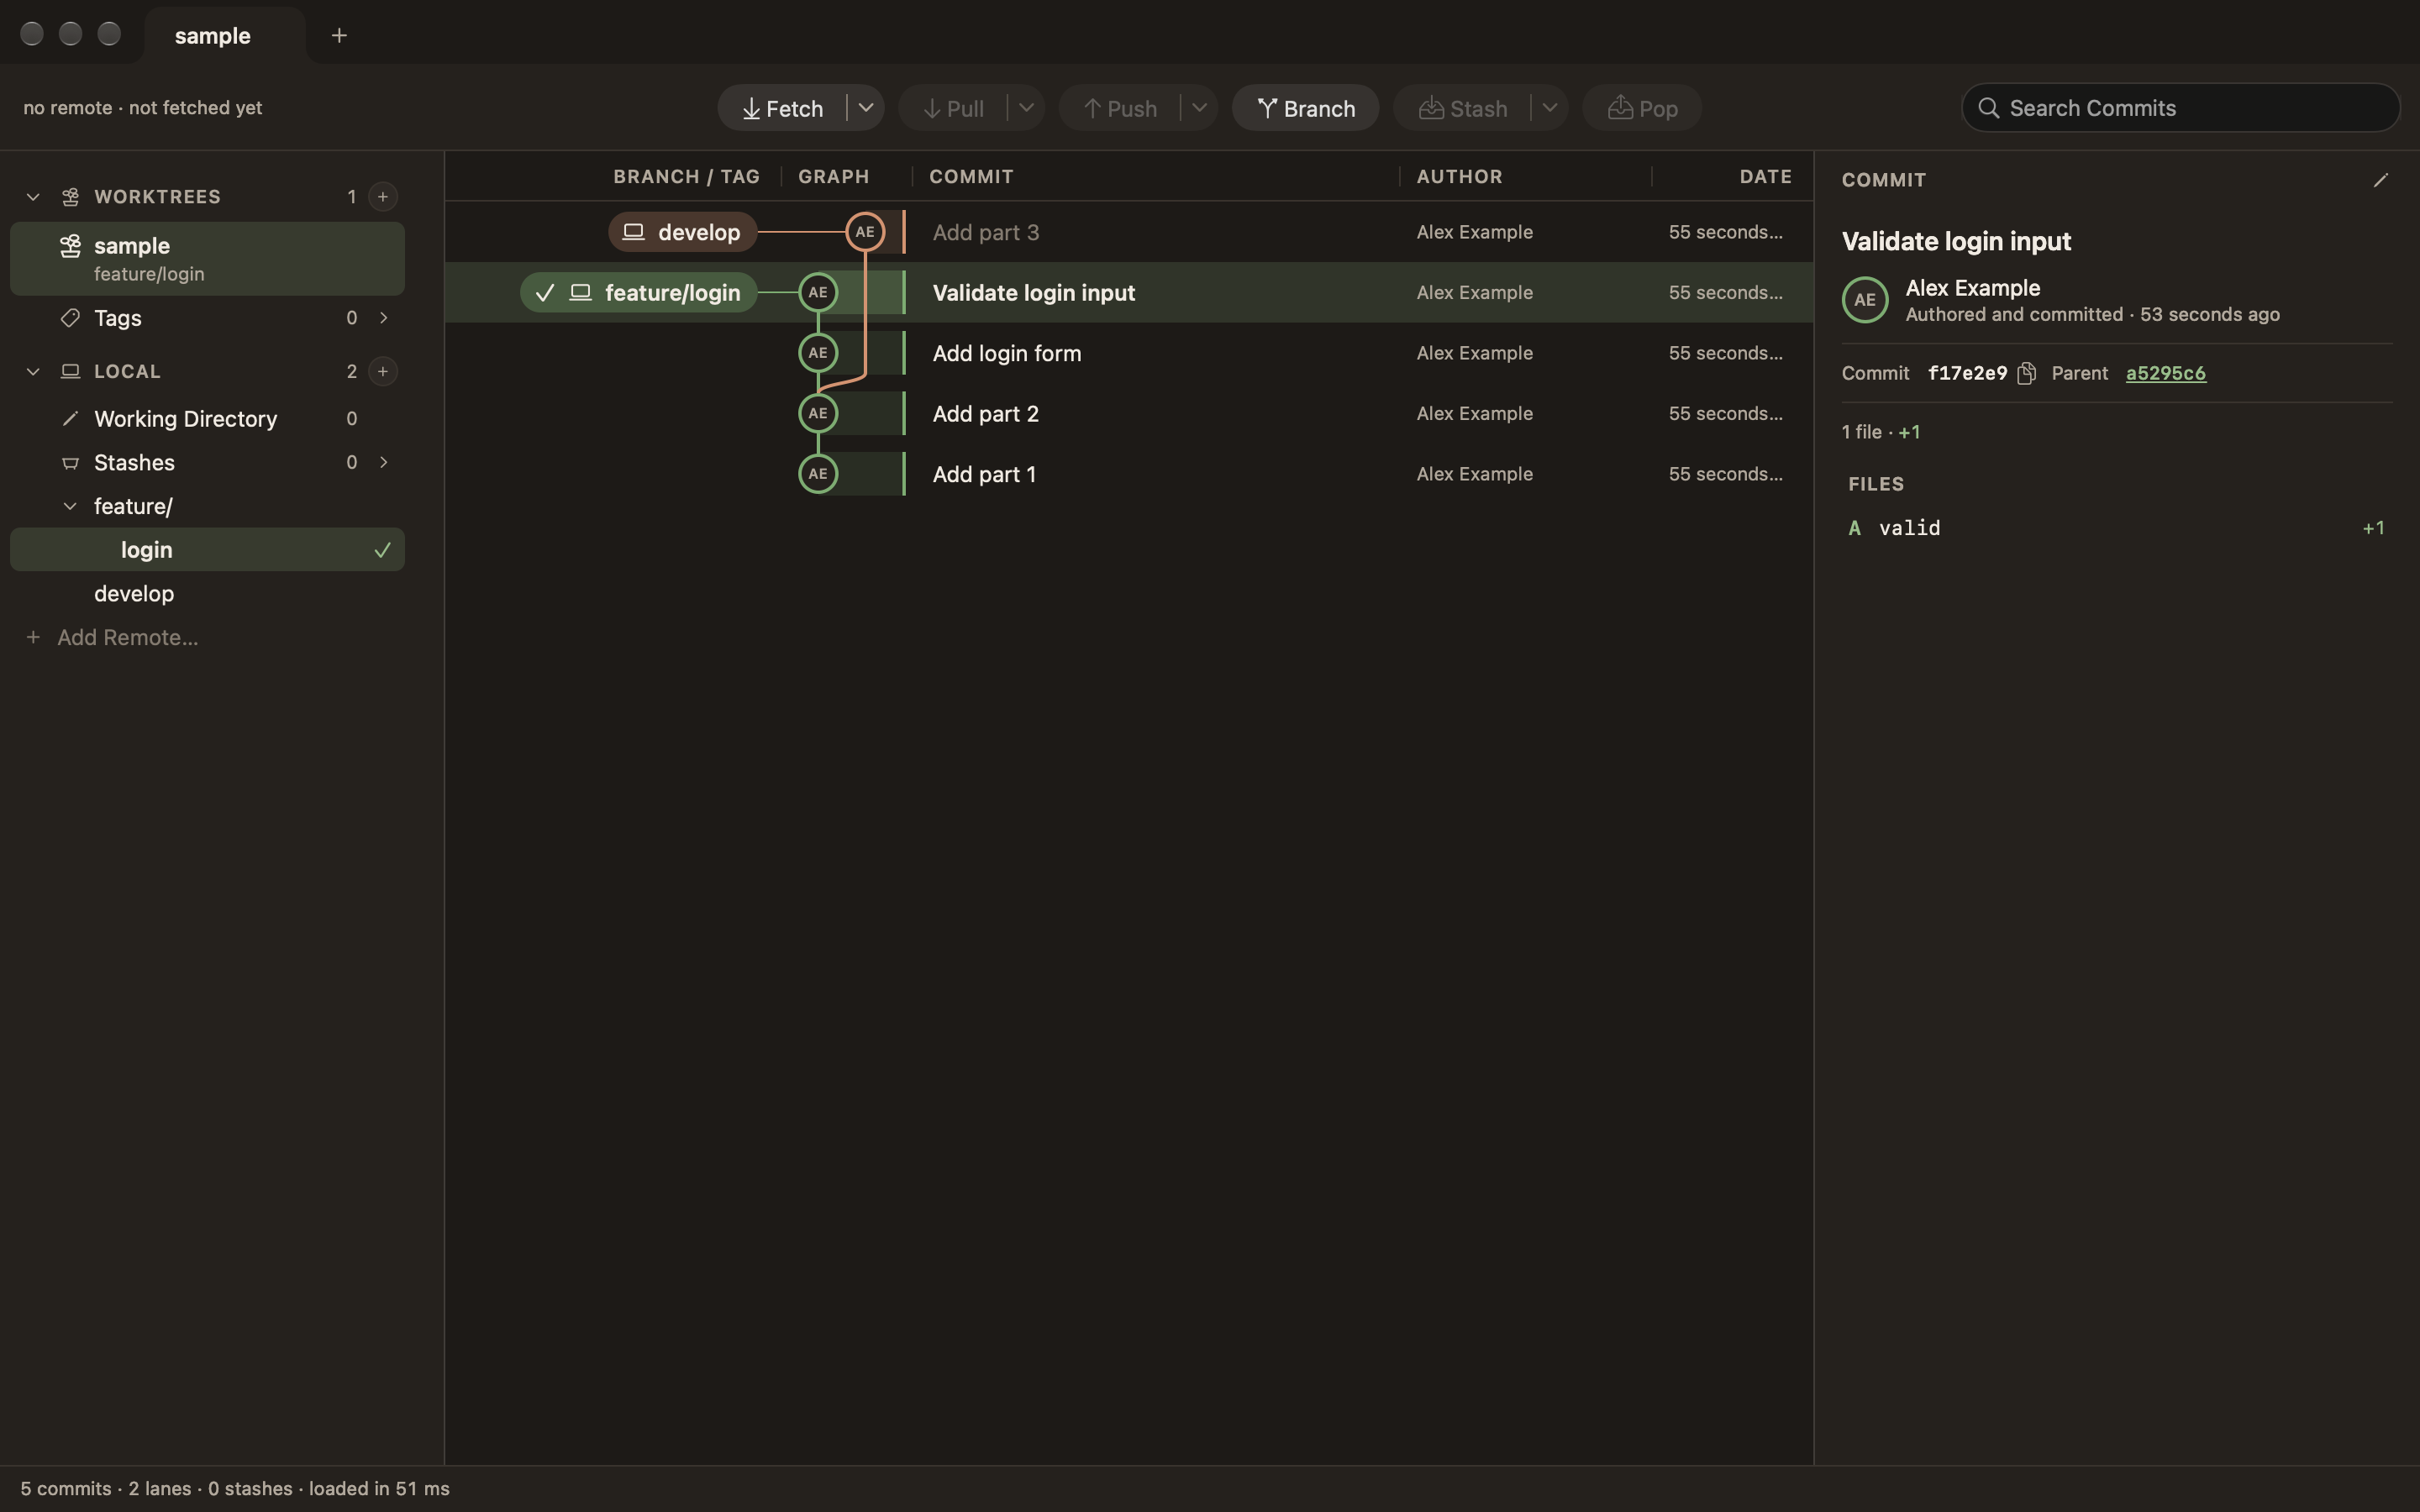 sample
no remote · not fetched yet
Fetch
Pull
Push
Branch
Stash
Pop
Search Commits
WORKTREES 1
sample
feature/login
Tags 0
LOCAL 2
Working Directory 0
Stashes 0
feature/
login
develop
Add Remote...
BRANCH / TAG GRAPH COMMIT AUTHOR DATE
develop AE Add part 3 Alex Example 55 seconds...
feature/login AE Validate login input Alex Example 55 seconds...
AE Add login form Alex Example 55 seconds...
AE Add part 2 Alex Example 55 seconds...
AE Add part 1 Alex Example 55 seconds...
COMMIT
Validate login input
AE
Alex Example
Authored and committed · 53 seconds ago
Commit f17e2e9 Parent a5295c6
1 file · +1
FILES
A valid +1
5 commits · 2 lanes · 0 stashes · loaded in 51 ms